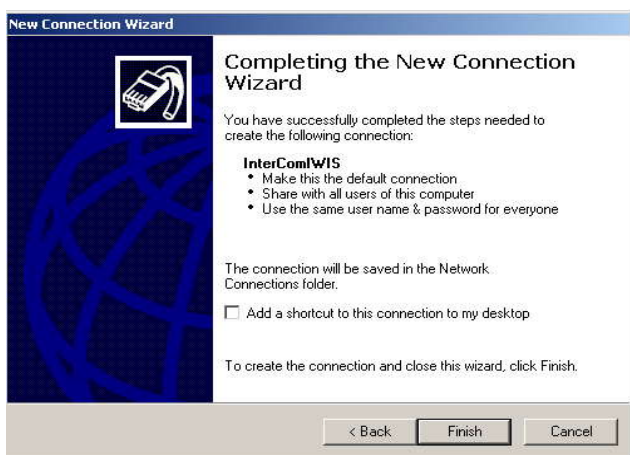 New Connection Wizard
Completing the New Connection
Wizard
You have successfully completed the steps needed to
create the following connection:
InterComIWIS
• Make this the default connection
• Share with all users of this computer
• Use the same user name & password for everyone
The connection will be saved in the Network
Connections folder.
Add a shortcut to this connection to my desktop
To create the connection and close this wizard, click Finish.
< Back
Finish
Cancel